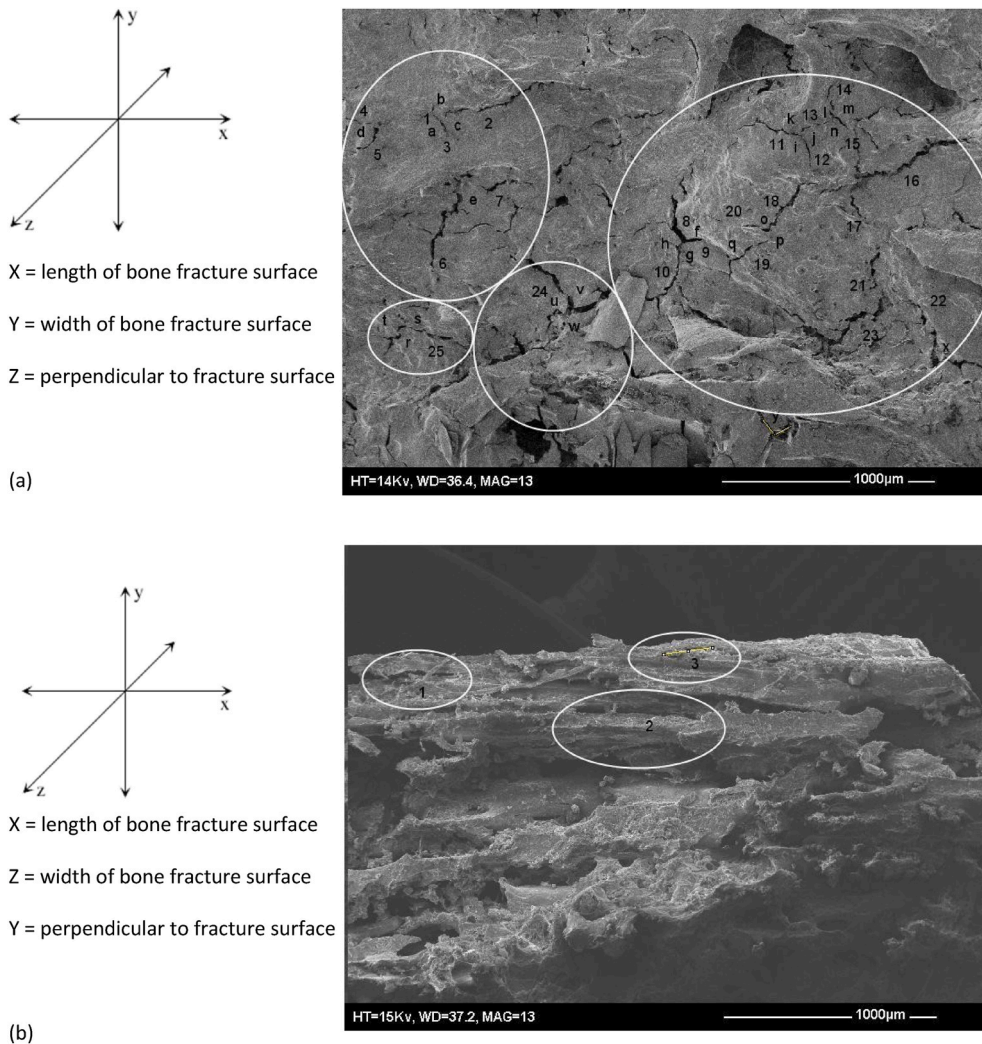 y
x
z
X = length of bone fracture surface
Y = width of bone fracture surface
Z = perpendicular to fracture surface
(a)
4
d
5
b
1
a
c
2
3
e
7
6
t
s
r
25
24
v
u
w
8
f
h
g
9
10
14
l
m
k
13
n
11
i
j
12
15
16
18
20
o
17
q
p
19
21
22
23
x
HT=14Kv, WD=36.4, MAG=13
1000µm
y
x
z
X = length of bone fracture surface
Z = width of bone fracture surface
Y = perpendicular to fracture surface
(b)
1
3
2
HT=15Kv, WD=37.2, MAG=13
1000µm